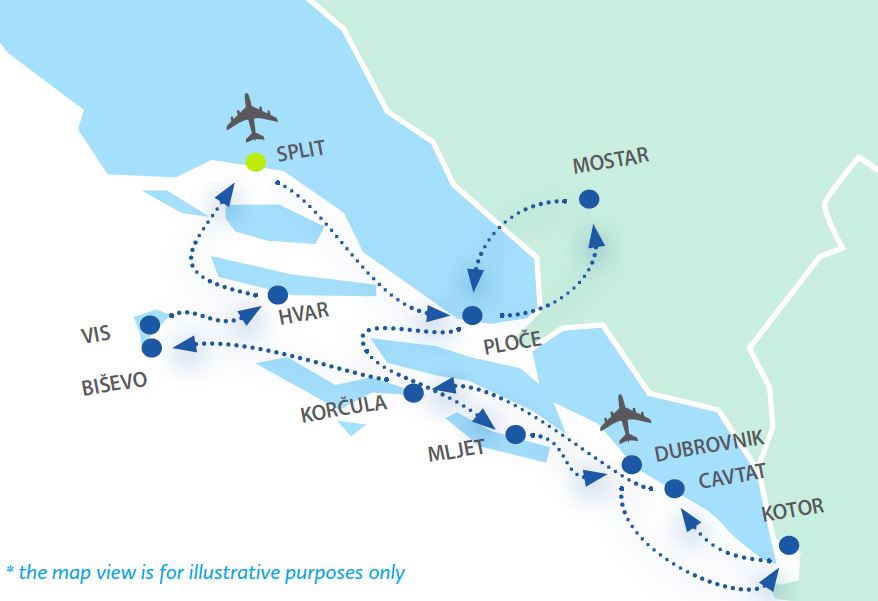 SPLIT
MOSTAR
HVAR
VIS
PLOČE
BIŠEVO
KORČULA
MLJET
DUBROVNIK
CAVTAT
KOTOR
* the map view is for illustrative purposes only